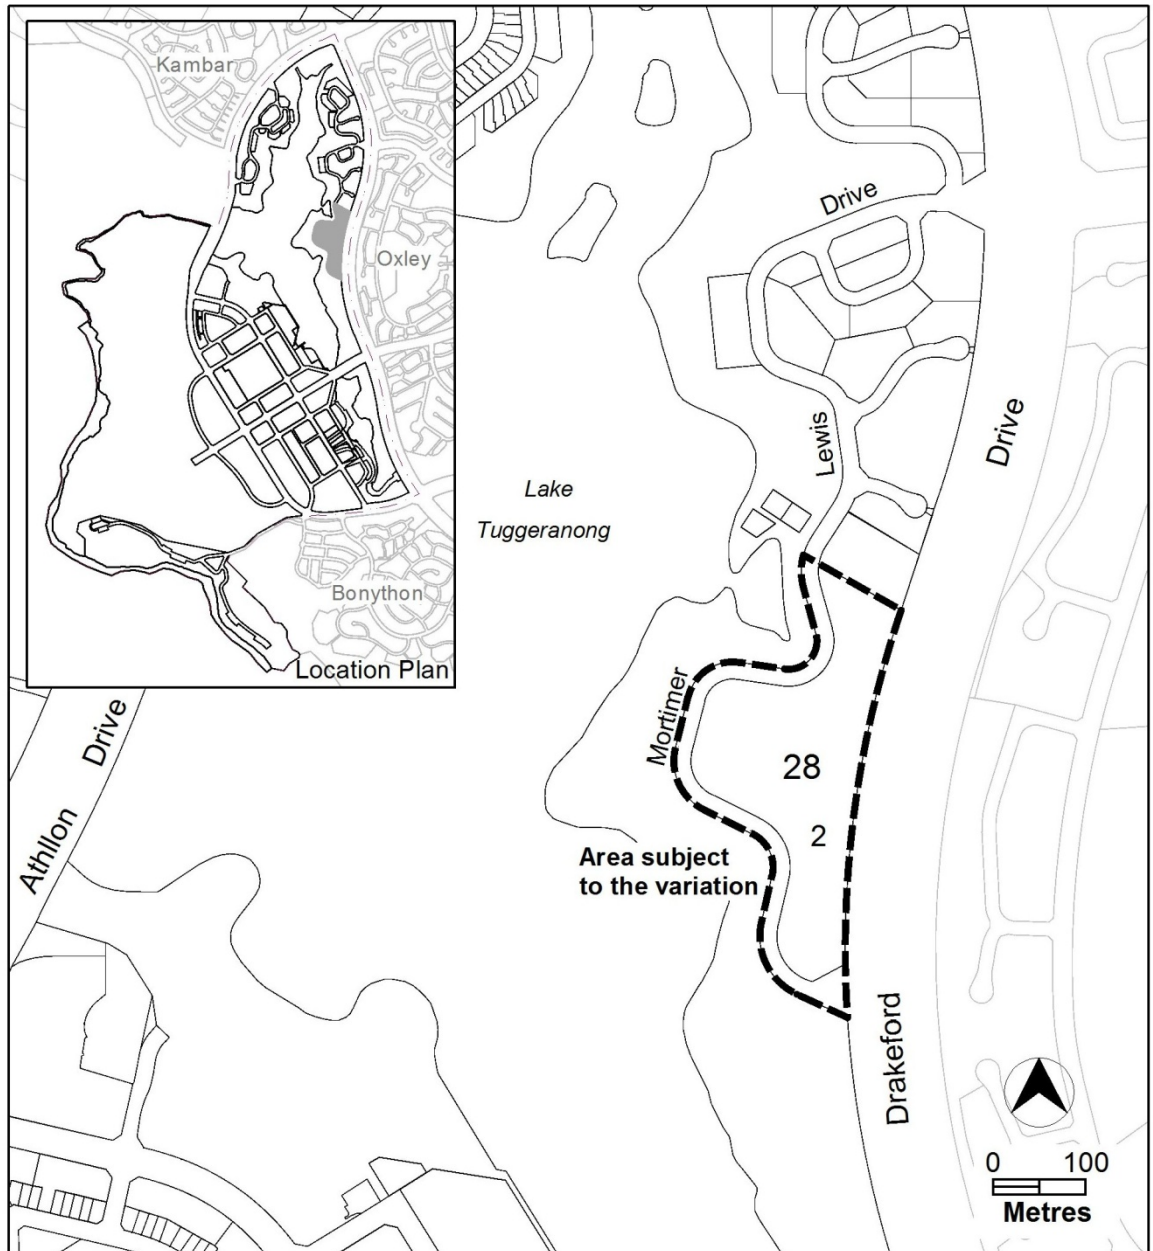 Kambar
Oxley
Bonython
Location Plan
Drive
Drive
Lewis
Lake
Tuggeranong
Mortimer
28
2
Area subject
to the variation
Drive
Athllon
Drakeford
0 100
Metres